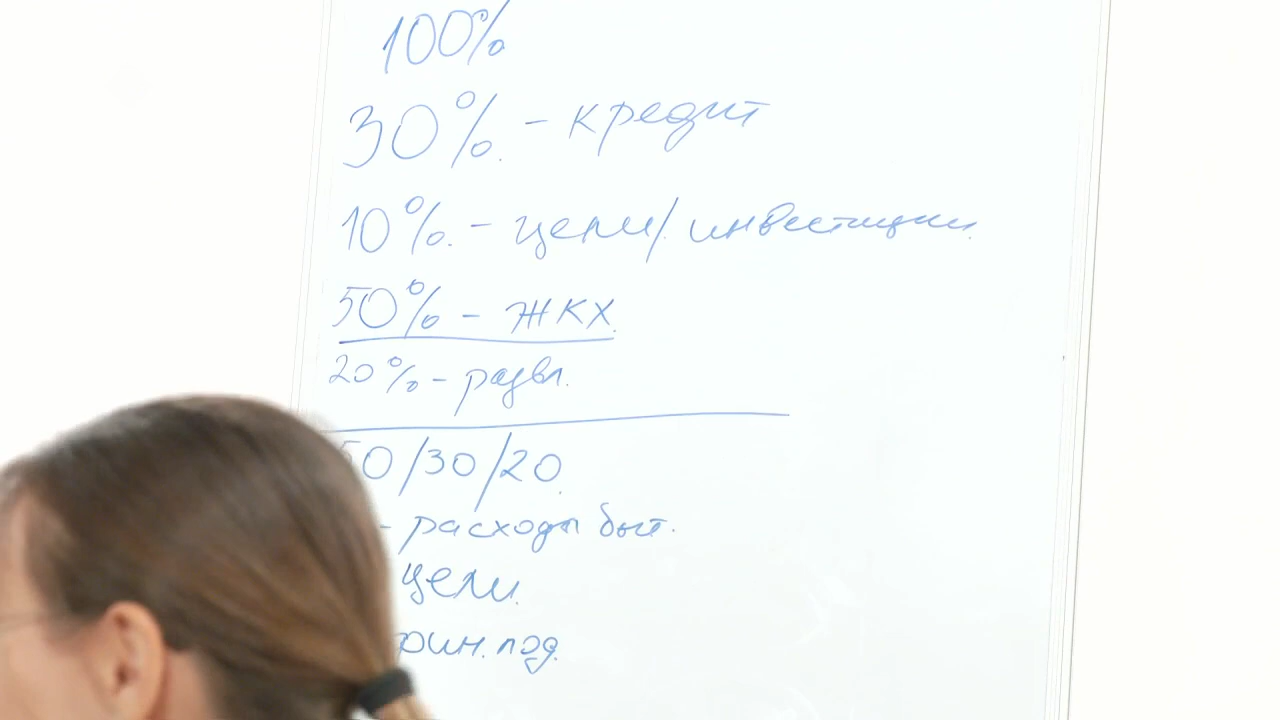 100%
30% - кредит
10% - цели/инвестиции.
50% - ЖКХ.
20% - развл.
50/30/20.
- расходы быт.
цели.
фин. под.